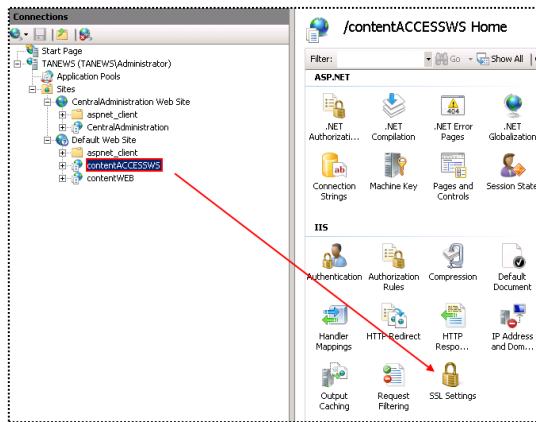 Connections
Start Page
TANEWS (TANEWS\Administrator)
Application Pools
Sites
CentralAdministration Web Site
aspnet_client
CentralAdministration
Default Web Site
aspnet_client
contentACCESSWS
contentWEB
/contentACCESSWS Home
Filter: Go Show All
ASP.NET
.NET Authorizati... .NET Compilation .NET Error Pages .NET Globalization
Connection Strings Machine Key Pages and Controls Session State
IIS
Authentication Authorization Rules Compression Default Document
Handler Mappings HTTP Redirect HTTP Respo... IP Address and Dom...
Output Caching Request Filtering SSL Settings